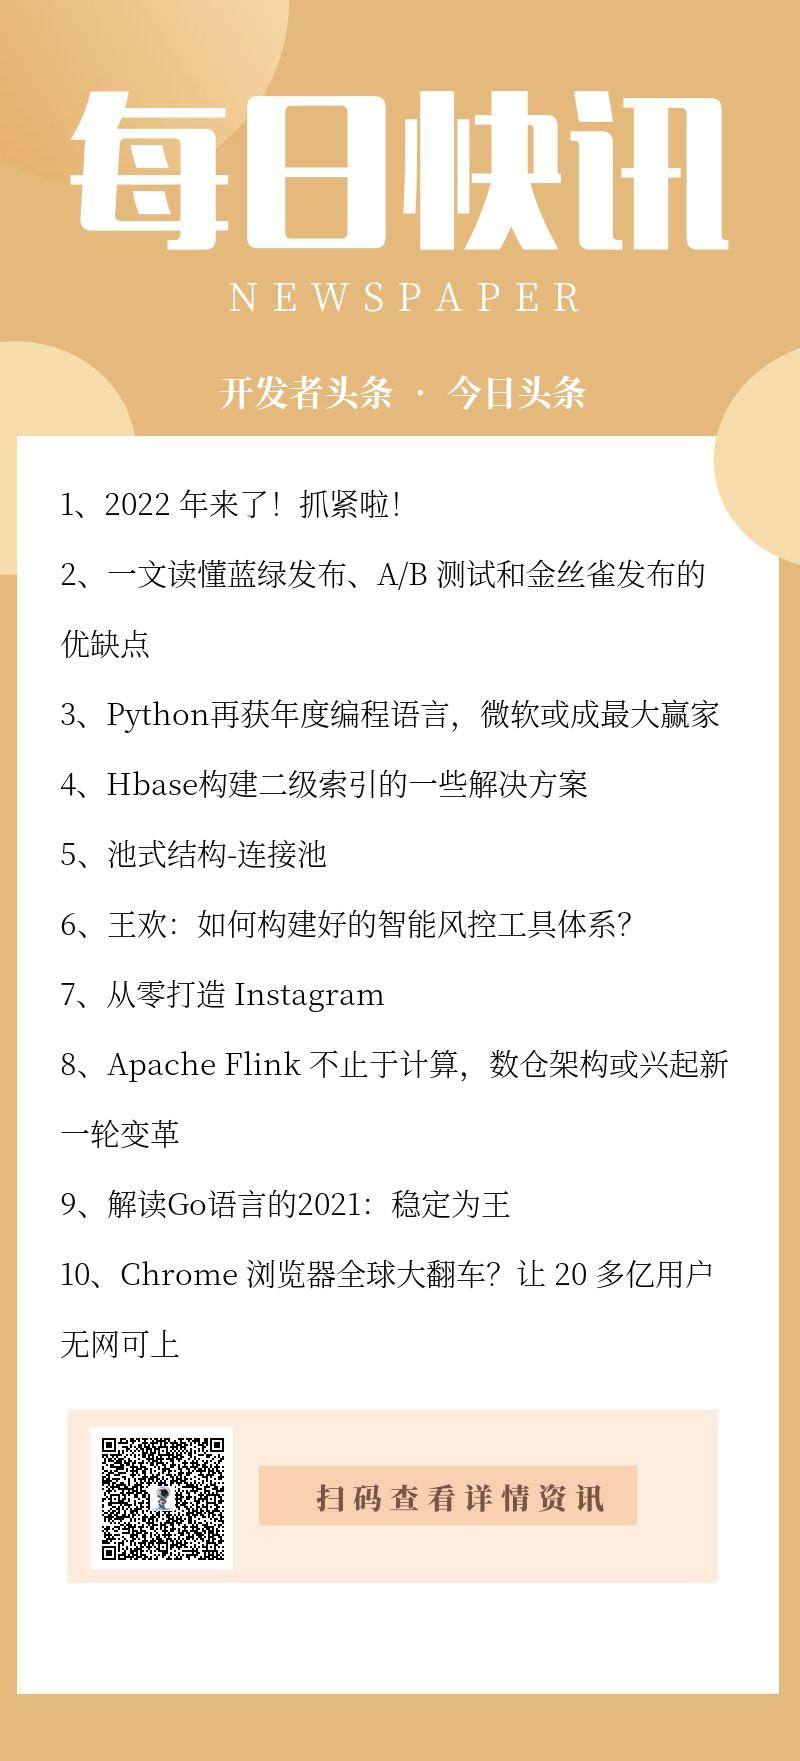 每日快讯
NEWSPAPER
开发者头条 · 今日头条
1、2022 年来了！抓紧啦！
2、一文读懂蓝绿发布、A/B 测试和金丝雀发布的
优缺点
3、Python再获年度编程语言，微软或成最大赢家
4、Hbase构建二级索引的一些解决方案
5、池式结构-连接池
6、王欢：如何构建好的智能风控工具体系？
7、从零打造 Instagram
8、Apache Flink 不止于计算，数仓架构或兴起新
一轮变革
9、解读Go语言的2021：稳定为王
10、Chrome 浏览器全球大翻车？让 20 多亿用户
无网可上
扫码查看详情资讯